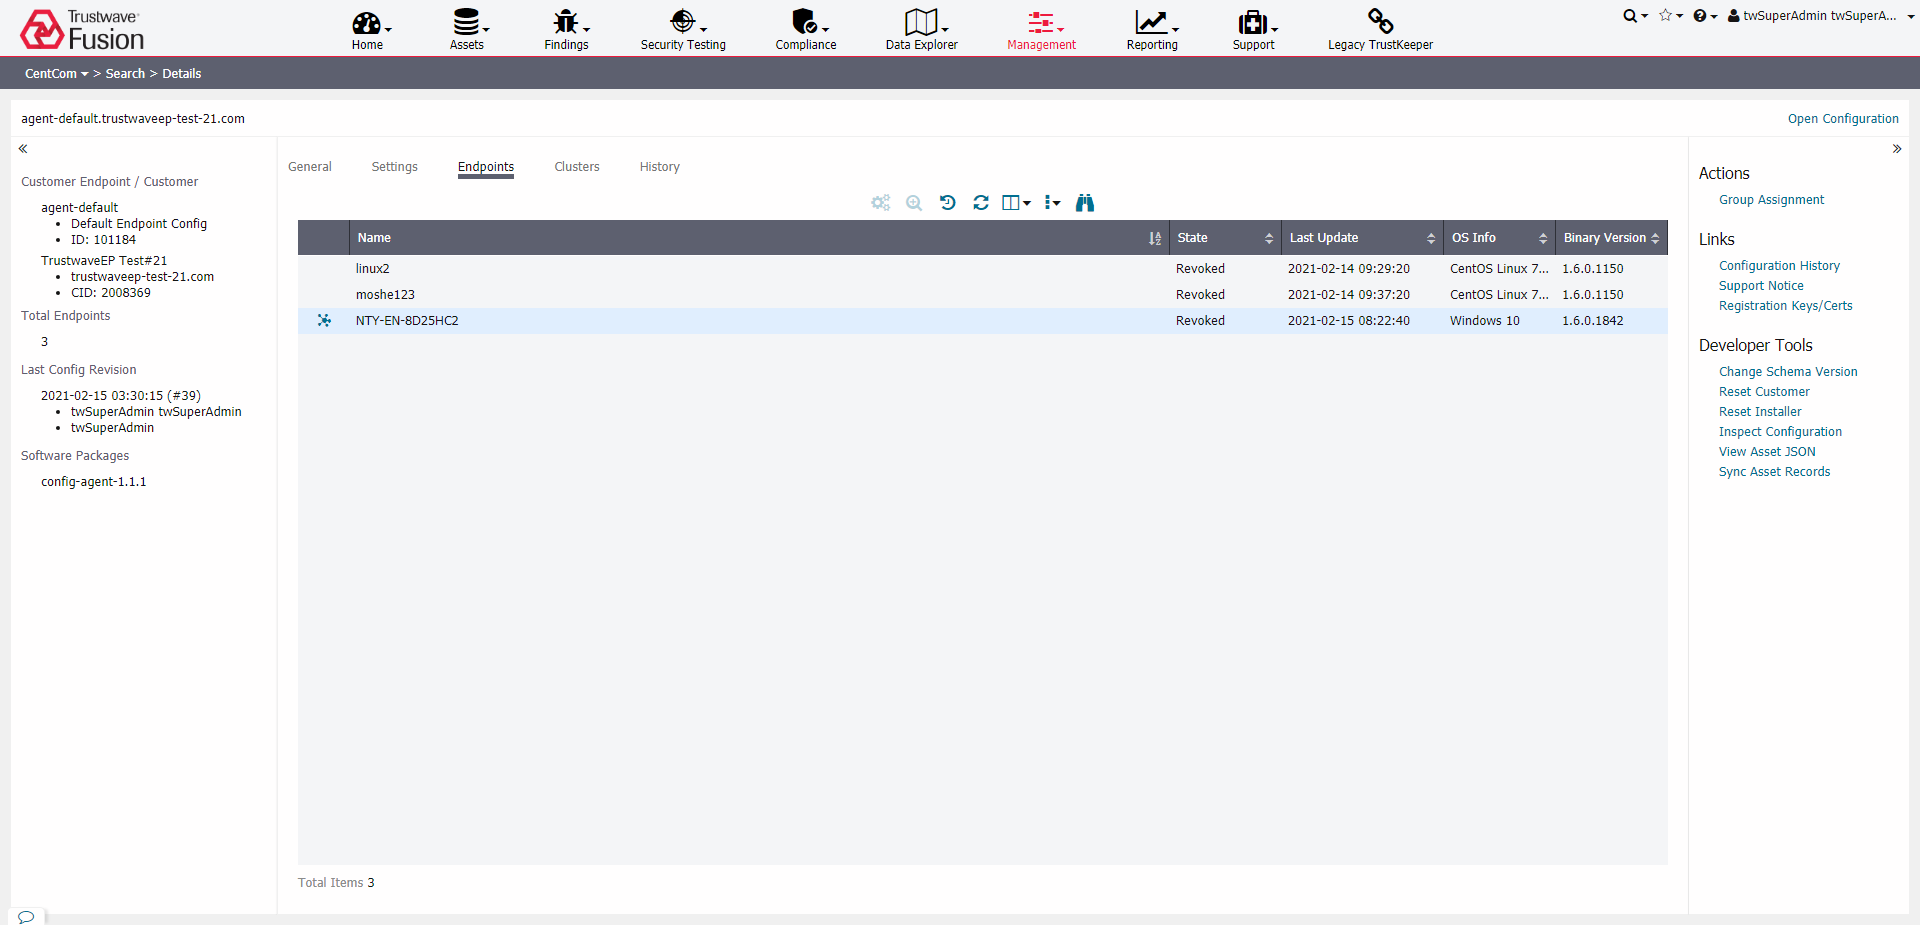 Trustwave
Fusion
Home
Assets
Findings
Security Testing
Compliance
Data Explorer
Management
Reporting
Support
Legacy TrustKeeper
twSuperAdmin twSuperA...
CentCom > Search > Details
agent-default.trustwaveep-test-21.com
Open Configuration
Customer Endpoint / Customer
agent-default
• Default Endpoint Config
• ID: 101184
TrustwaveEP Test#21
• trustwaveep-test-21.com
• CID: 2008369
Total Endpoints
3
Last Config Revision
2021-02-15 03:30:15 (#39)
• twSuperAdmin twSuperAdmin
• twSuperAdmin
Software Packages
config-agent-1.1.1
General Settings Endpoints Clusters History
Name State Last Update OS Info Binary Version
linux2 Revoked 2021-02-14 09:29:20 CentOS Linux 7... 1.6.0.1150
moshe123 Revoked 2021-02-14 09:37:20 CentOS Linux 7... 1.6.0.1150
NTY-EN-8D25HC2 Revoked 2021-02-15 08:22:40 Windows 10 1.6.0.1842
Total Items 3
Actions
Group Assignment
Links
Configuration History
Support Notice
Registration Keys/Certs
Developer Tools
Change Schema Version
Reset Customer
Reset Installer
Inspect Configuration
View Asset JSON
Sync Asset Records